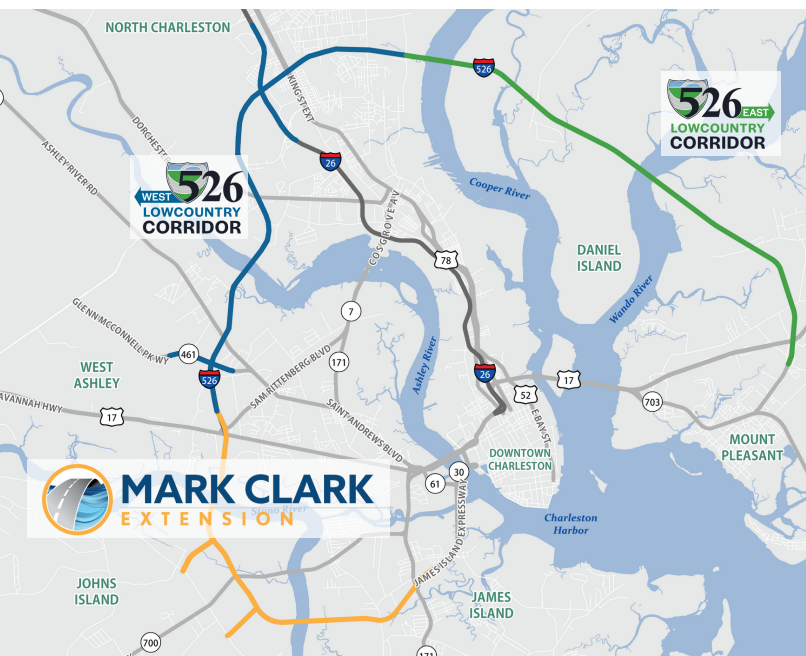 NORTH CHARLESTON
KING ST EXT
526
526 EAST
LOWCOUNTRY
CORRIDOR
DORCHEST
ASHLEY RIVER RD
26
WEST 526
LOWCOUNTRY
CORRIDOR
Cooper River
COSGROVE AV
78
DANIEL
ISLAND
Wando River
7
GLENN MCCONNELL PKWY
461
171
Ashley River
WEST
ASHLEY
526
SAM RITTENBERG BLVD
26
17
52
703
AVANNAH HWY
17
SAINT ANDREWS BLVD
E BAY ST
MOUNT
PLEASANT
DOWNTOWN
CHARLESTON
30
61
MARK CLARK
EXTENSION
Stono River
Charleston
Harbor
JAMES ISLAND EXPRESSWAY
JOHNS
ISLAND
JAMES
ISLAND
700
171